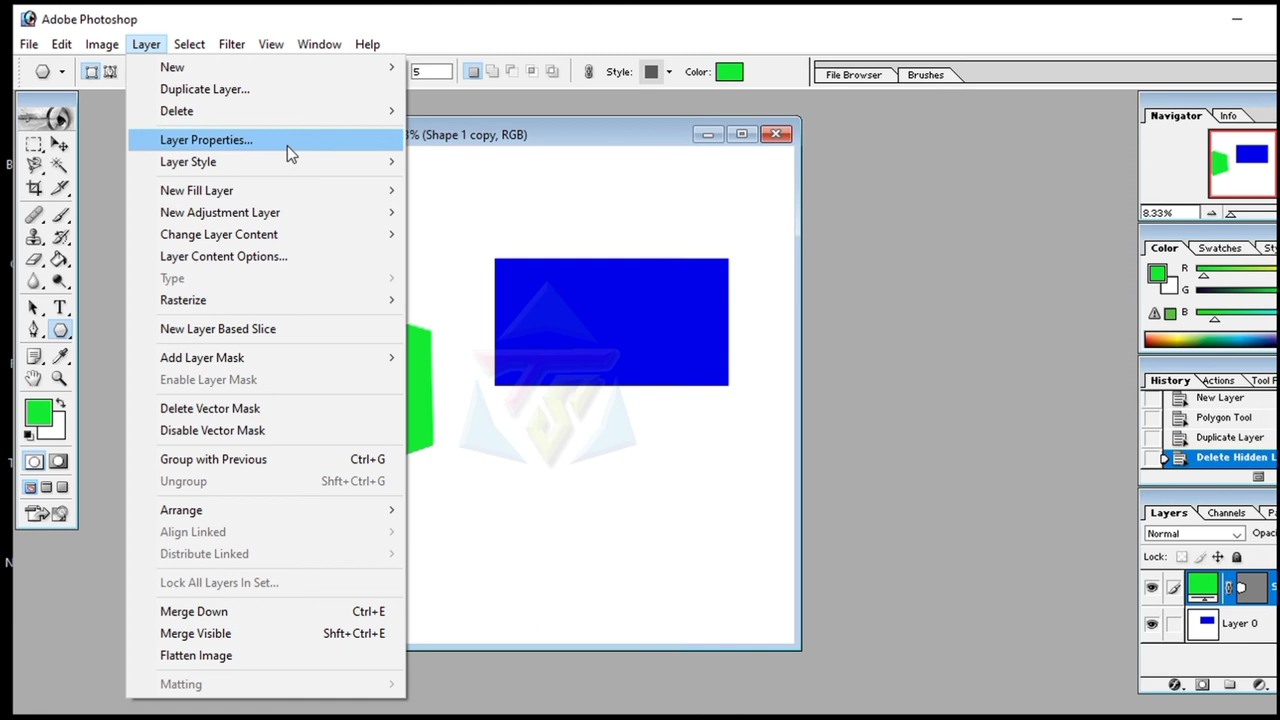 Adobe Photoshop
File Edit Image Layer Select Filter View Window Help
5 Style: Color: File Browser Brushes
New
Duplicate Layer...
Delete
Layer Properties...
Layer Style
New Fill Layer
New Adjustment Layer
Change Layer Content
Layer Content Options...
Type
Rasterize
New Layer Based Slice
Add Layer Mask
Enable Layer Mask
Delete Vector Mask
Disable Vector Mask
Group with Previous Ctrl+G
Ungroup Shft+Ctrl+G
Arrange
Align Linked
Distribute Linked
Lock All Layers In Set...
Merge Down Ctrl+E
Merge Visible Shft+Ctrl+E
Flatten Image
Matting
% (Shape 1 copy, RGB)
Navigator Info
8.33%
Color Swatches St
R
G
B
History Actions Tool P
New Layer
Polygon Tool
Duplicate Layer
Delete Hidden L
Layers Channels Pa
Normal Opaci
Lock:
S
Layer 0